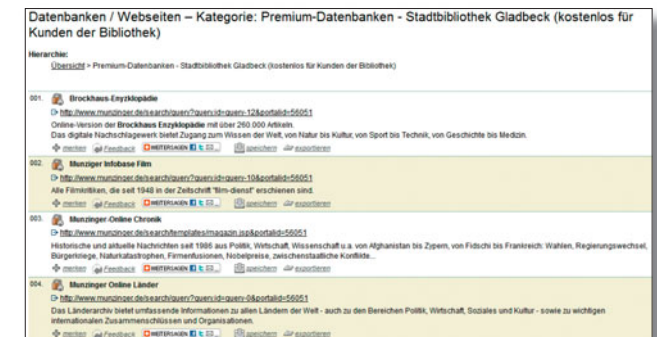 Datenbanken / Webseiten – Kategorie: Premium-Datenbanken - Stadtbibliothek Gladbeck (kostenlos für
Kunden der Bibliothek)
Hierarchie:
Übersicht > Premium-Datenbanken - Stadtbibliothek Gladbeck (kostenlos für Kunden der Bibliothek)
001. Brockhaus-Enyzklopädie
http://www.munzinger.de/search/query?query.id=query-12&portalid=56051
Online-Version der Brockhaus Enzyklopädie mit über 260.000 Artikeln.
Das digitale Nachschlagewerk bietet Zugang zum Wissen der Welt, von Natur bis Kultur, von Sport bis Technik, von Geschichte bis Medizin.
merken Feedback WEITERSAGEN speichern exportieren
002. Munziger Infobase Film
http://www.munzinger.de/search/query?query.id=query-10&portalid=56051
Alle Filmkritiken, die seit 1948 in der Zeitschrift "film-dienst" erschienen sind.
merken Feedback WEITERSAGEN speichern exportieren
003. Munzinger-Online Chronik
http://www.munzinger.de/search/templates/magazin.jsp&portalid=56051
Historische und aktuelle Nachrichten seit 1986 aus Politik, Wirtschaft, Wissenschaft u.a. von Afghanistan bis Zypern, von Fidschi bis Frankreich: Wahlen, Regierungswechsel,
Bürgerkriege, Naturkatastrophen, Firmenfusionen, Nobelpreise, zwischenstaatliche Konflikte...
merken Feedback WEITERSAGEN speichern exportieren
004. Munzinger Online Länder
http://www.munzinger.de/search/query?query.id=query-0&portalid=56051
Das Länderarchiv bietet umfassende Informationen zu allen Ländern der Welt - auch zu den Bereichen Politik, Wirtschaft, Soziales und Kultur - sowie zu wichtigen
internationalen Zusammenschlüssen und Organisationen.
merken Feedback WEITERSAGEN speichern exportieren